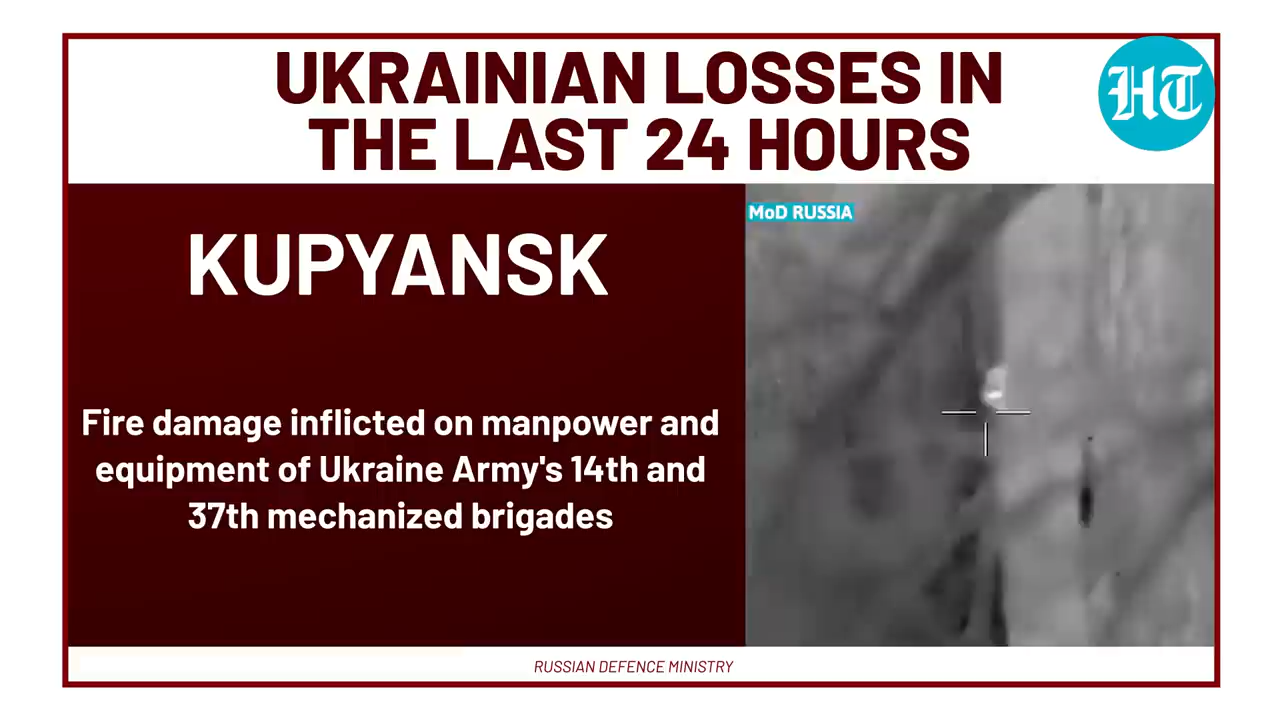 UKRAINIAN LOSSES IN
THE LAST 24 HOURS
HT
KUPYANSK
MoD RUSSIA
Fire damage inflicted on manpower and
equipment of Ukraine Army's 14th and
37th mechanized brigades
RUSSIAN DEFENCE MINISTRY